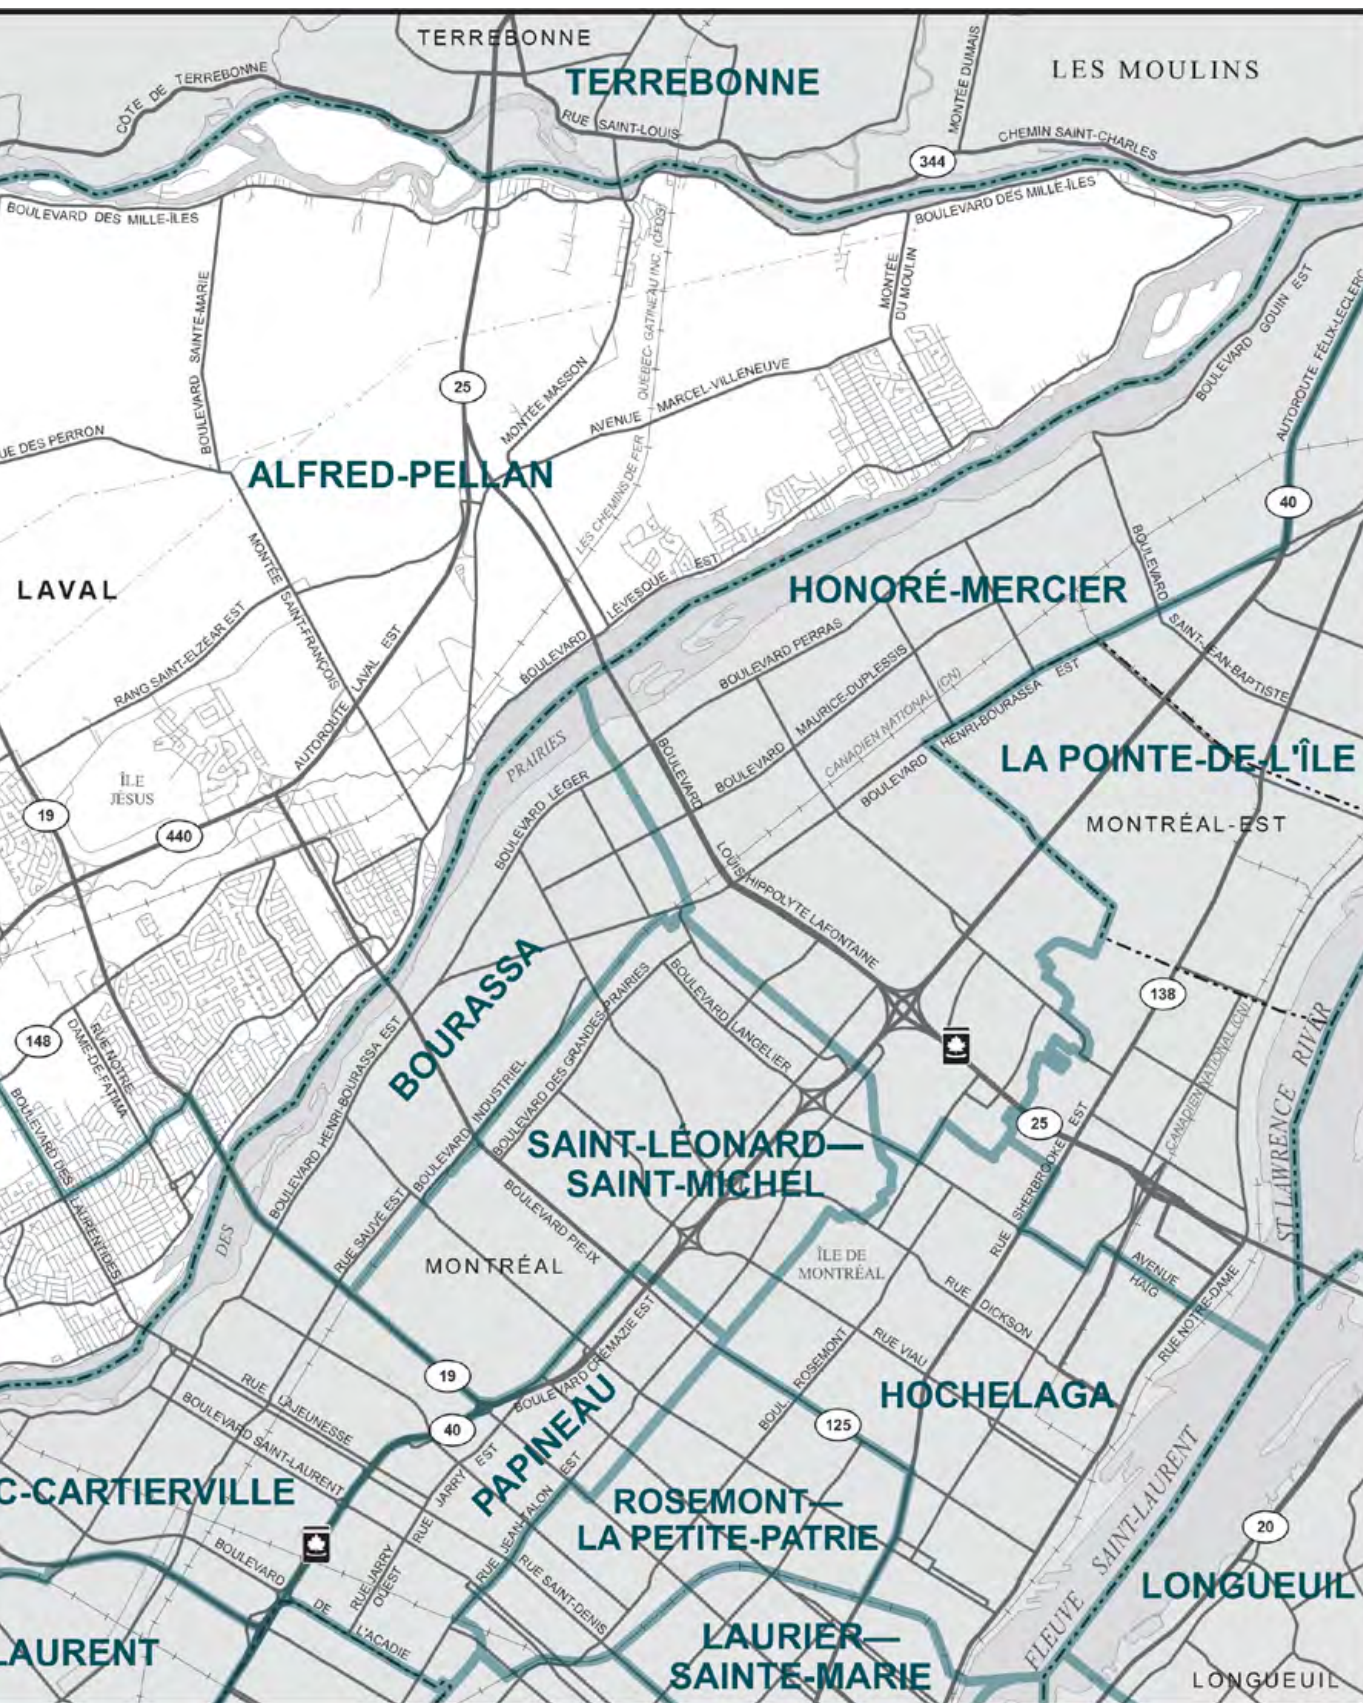 TERREBONNE
TERREBONNE
LES MOULINS
CÔTE DE TERREBONNE
MONTÉE DUMAIS
RUE SAINT-LOUIS
CHEMIN SAINT-CHARLES
344
BOULEVARD DES MILLE-ÎLES
BOULEVARD DES MILLE-ÎLES
BOULEVARD SAINTE-MARIE
QUÉBEC-GATINEAU INC. (CFQG)
MONTÉE
DU MOULIN
BOULEVARD GOUIN EST
AUTOROUTE FÉLIX-LECLERC
25
MONTÉE MASSON
AVENUE MARCEL-VILLENEUVE
UE DES PERRON
ALFRED-PELLAN
LES CHEMINS DE FER
40
MONTÉE SAINT-FRANÇOIS
BOULEVARD SAINT-JEAN-BAPTISTE
LAVAL
BOULEVARD LÉVESQUE EST
HONORÉ-MERCIER
RANG SAINT-ELZÉAR EST
AUTOROUTE LAVAL EST
BOULEVARD PERRAS
BOULEVARD MAURICE-DUPLESSIS
CANADIEN NATIONAL (CN)
BOULEVARD HENRI-BOURASSA EST
PRAIRIES
LA POINTE-DE-L'ÎLE
ÎLE
JÉSUS
BOULEVARD LÉGER
BOULEVARD
LOUIS-HIPPOLYTE LAFONTAINE
19
440
MONTRÉAL-EST
BOURASSA
BOULEVARD LANGELIER
138
148
RUE NOTRE-
DAME-DE-FATIMA
BOULEVARD HENRI-BOURASSA EST
BOULEVARD INDUSTRIEL
BOULEVARD DES GRANDES-PRAIRIES
CANADIEN NATIONAL (CN)
ST LAWRENCE RIVER
BOULEVARD DES LAURENTIDES
25
SAINT-LÉONARD—
SAINT-MICHEL
RUE SHERBROOKE EST
DES
RUE SAUVÉ EST
BOULEVARD PIE-IX
MONTRÉAL
ÎLE DE
MONTRÉAL
AVENUE
HAIG
RUE DICKSON
RUE NOTRE-DAME
RUE VIAU
BOUL ROSEMONT
BOULEVARD CRÉMAZIE EST
19
40
RUE LAJEUNESSE
BOULEVARD SAINT-LAURENT
HOCHELAGA
125
PAPINEAU
RUE JARRY EST
RUE JEAN-TALON EST
C-CARTIERVILLE
ROSEMONT—
LA PETITE-PATRIE
20
FLEUVE SAINT-LAURENT
BOULEVARD DE L'ACADIE
RUE JARRY
OUEST
RUE SAINT-DENIS
LONGUEUIL
LAURENT
LAURIER—
SAINTE-MARIE
LONGUEUIL